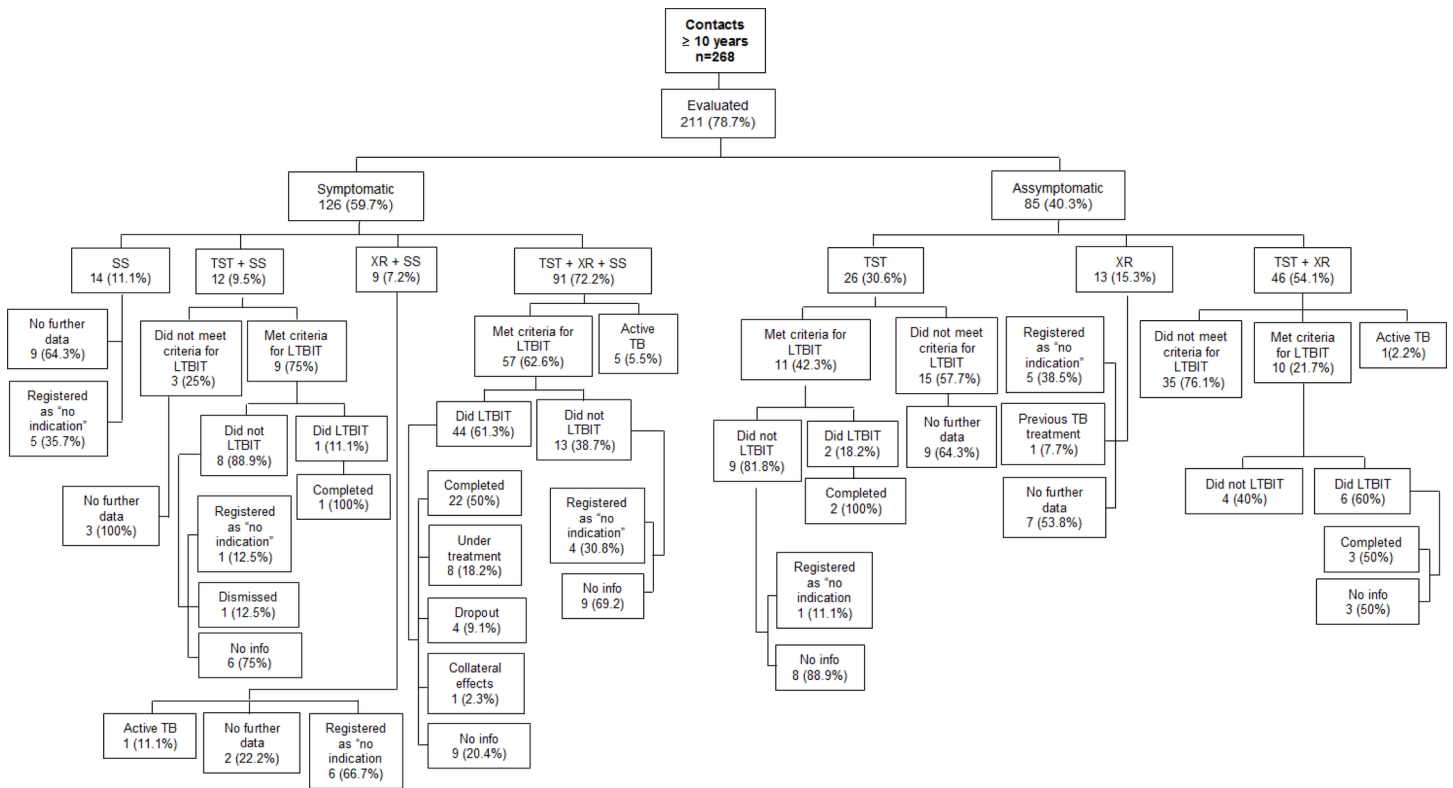 Contacts
≥ 10 years
n=268
Evaluated
211 (78.7%)
Symptomatic
126 (59.7%)
Assymptomatic
85 (40.3%)
SS
14 (11.1%)
TST + SS
12 (9.5%)
XR + SS
9 (7.2%)
TST + XR + SS
91 (72.2%)
TST
26 (30.6%)
XR
13 (15.3%)
TST + XR
46 (54.1%)
No further
data
9 (64.3%)
Registered
as “no
indication”
5 (35.7%)
Did not meet
criteria for
LTBIT
3 (25%)
Met criteria
for LTBIT
9 (75%)
No further
data
3 (100%)
Did not
LTBIT
8 (88.9%)
Did LTBIT
1 (11.1%)
Completed
1 (100%)
Registered
as “no
indication”
1 (12.5%)
Dismissed
1 (12.5%)
No info
6 (75%)
Active TB
1 (11.1%)
No further
data
2 (22.2%)
Registered
as “no
indication
6 (66.7%)
Met criteria for
LTBIT
57 (62.6%)
Active
TB
5 (5.5%)
Did LTBIT
44 (61.3%)
Did not
LTBIT
13 (38.7%)
Completed
22 (50%)
Under
treatment
8 (18.2%)
Dropout
4 (9.1%)
Collateral
effects
1 (2.3%)
No info
9 (20.4%)
Registered
as “no
indication”
4 (30.8%)
No info
9 (69.2)
Met criteria for
LTBIT
11 (42.3%)
Did not meet
criteria for
LTBIT
15 (57.7%)
Did not
LTBIT
9 (81.8%)
Did LTBIT
2 (18.2%)
Completed
2 (100%)
No further
data
9 (64.3%)
Registered
as “no
indication
1 (11.1%)
No info
8 (88.9%)
Registered
as “no
indication”
5 (38.5%)
Previous TB
treatment
1 (7.7%)
No further
data
7 (53.8%)
Did not meet
criteria for
LTBIT
35 (76.1%)
Met criteria
for LTBIT
10 (21.7%)
Active TB
1(2.2%)
Did not LTBIT
4 (40%)
Did LTBIT
6 (60%)
Completed
3 (50%)
No info
3 (50%)